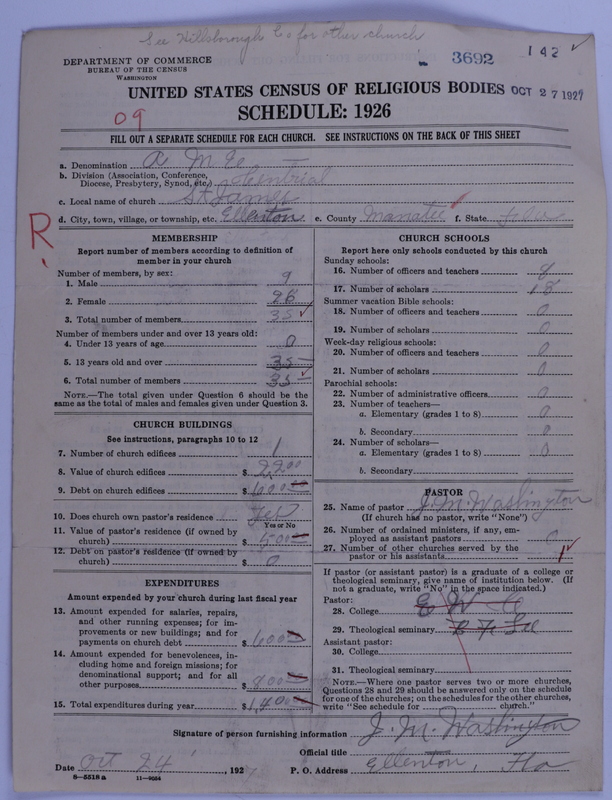 See Hillsborough Co for other church
DEPARTMENT OF COMMERCE
BUREAU OF THE CENSUS
WASHINGTON
3692
142
UNITED STATES CENSUS OF RELIGIOUS BODIES
OCT 27 1927
SCHEDULE: 1926
09
FILL OUT A SEPARATE SCHEDULE FOR EACH CHURCH. SEE INSTRUCTIONS ON THE BACK OF THIS SHEET
a. Denomination A M E
b. Division (Association, Conference, Diocese, Presbytery, Synod, etc.) Central
c. Local name of church St James
d. City, town, village, or township, etc. Ellenton e. County Manatee f. State
R
MEMBERSHIP
Report number of members according to definition of
member in your church
Number of members, by sex:
1. Male 9
2. Female 26
3. Total number of members 35
Number of members under and over 13 years old:
4. Under 13 years of age 0
5. 13 years old and over 35
6. Total number of members 35
NOTE.—The total given under Question 6 should be the
same as the total of males and females given under Question 3.
CHURCH BUILDINGS
See instructions, paragraphs 10 to 12
7. Number of church edifices 1
8. Value of church edifices $ 2200
9. Debt on church edifices $ 600
10. Does church own pastor's residence Yes
Yes or No
11. Value of pastor's residence (if owned by
church) $ 500
12. Debt on pastor's residence (if owned by
church) $ 0
EXPENDITURES
Amount expended by your church during last fiscal year
13. Amount expended for salaries, repairs,
and other running expenses; for im-
provements or new buildings; and for
payments on church debt $ 600
14. Amount expended for benevolences, in-
cluding home and foreign missions; for
denominational support; and for all
other purposes $ 800
15. Total expenditures during year $ 1,400
CHURCH SCHOOLS
Report here only schools conducted by this church
Sunday schools:
16. Number of officers and teachers 8
17. Number of scholars 18
Summer vacation Bible schools:
18. Number of officers and teachers 0
19. Number of scholars 0
Week-day religious schools:
20. Number of officers and teachers 0
21. Number of scholars 0
Parochial schools:
22. Number of administrative officers 0
23. Number of teachers—
a. Elementary (grades 1 to 8) 0
b. Secondary 0
24. Number of scholars—
a. Elementary (grades 1 to 8) 0
b. Secondary
PASTOR
25. Name of pastor J. M. Washington
(If church has no pastor, write "None")
26. Number of ordained ministers, if any, em-
ployed as assistant pastors 0
27. Number of other churches served by the
pastor or his assistants 1
If pastor (or assistant pastor) is a graduate of a college or
theological seminary, give name of institution below. (If
not a graduate, write "No" in the space indicated.)
Pastor:
28. College E W C
29. Theological seminary
Assistant pastor:
30. College
31. Theological seminary
NOTE.—Where one pastor serves two or more churches,
Questions 28 and 29 should be answered only on the schedule
for one of the churches; on the schedules for the other churches,
write "See schedule for church."
Signature of person furnishing information J. M. Washington
Official title
Date Oct 24, 192 P. O. Address Ellenton, Fla
8—5518 a 11—9034